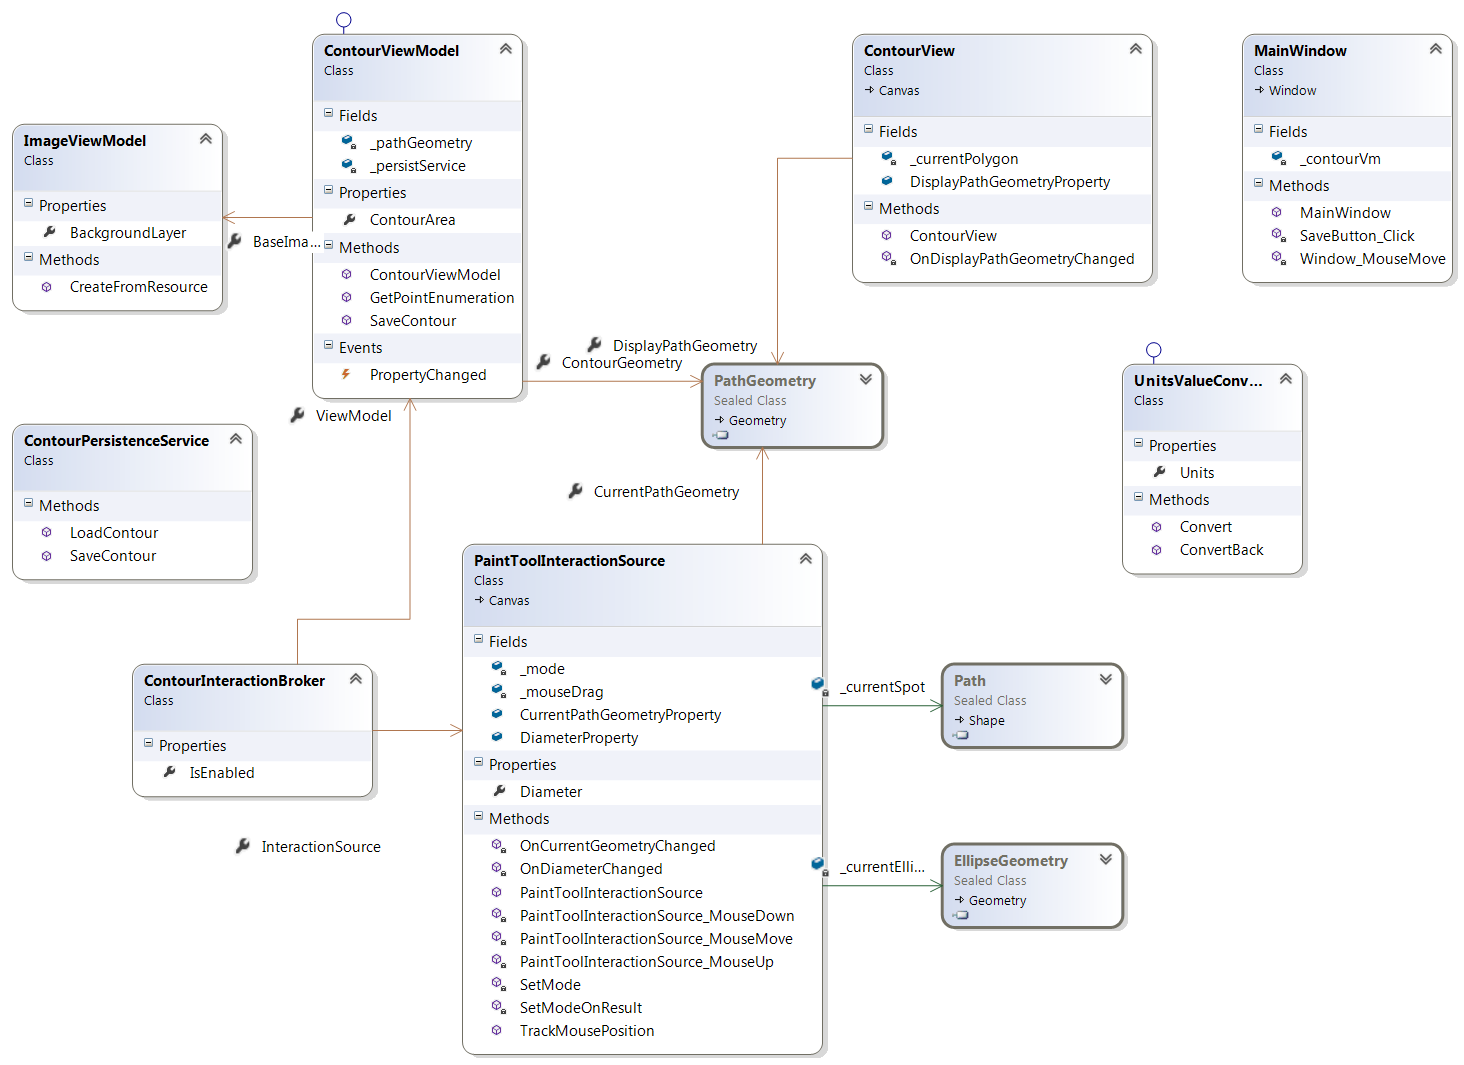 ContourViewModel
Class
Fields
_pathGeometry
_persistService
Properties
ContourArea
Methods
ContourViewModel
GetPointEnumeration
SaveContour
Events
PropertyChanged
ContourView
Class
Canvas
Fields
_currentPolygon
DisplayPathGeometryProperty
Methods
ContourView
OnDisplayPathGeometryChanged
MainWindow
Class
Window
Fields
_contourVm
Methods
MainWindow
SaveButton_Click
Window_MouseMove
ImageViewModel
Class
Properties
BackgroundLayer
Methods
CreateFromResource
BaseIma...
DisplayPathGeometry
ContourGeometry
PathGeometry
Sealed Class
Geometry
UnitsValueConv...
Class
Properties
Units
Methods
Convert
ConvertBack
ViewModel
ContourPersistenceService
Class
Methods
LoadContour
SaveContour
CurrentPathGeometry
PaintToolInteractionSource
Class
Canvas
Fields
_mode
_mouseDrag
CurrentPathGeometryProperty
DiameterProperty
Properties
Diameter
Methods
OnCurrentGeometryChanged
OnDiameterChanged
PaintToolInteractionSource
PaintToolInteractionSource_MouseDown
PaintToolInteractionSource_MouseMove
PaintToolInteractionSource_MouseUp
SetMode
SetModeOnResult
TrackMousePosition
ContourInteractionBroker
Class
Properties
IsEnabled
InteractionSource
_currentSpot
Path
Sealed Class
Shape
_currentElli...
EllipseGeometry
Sealed Class
Geometry